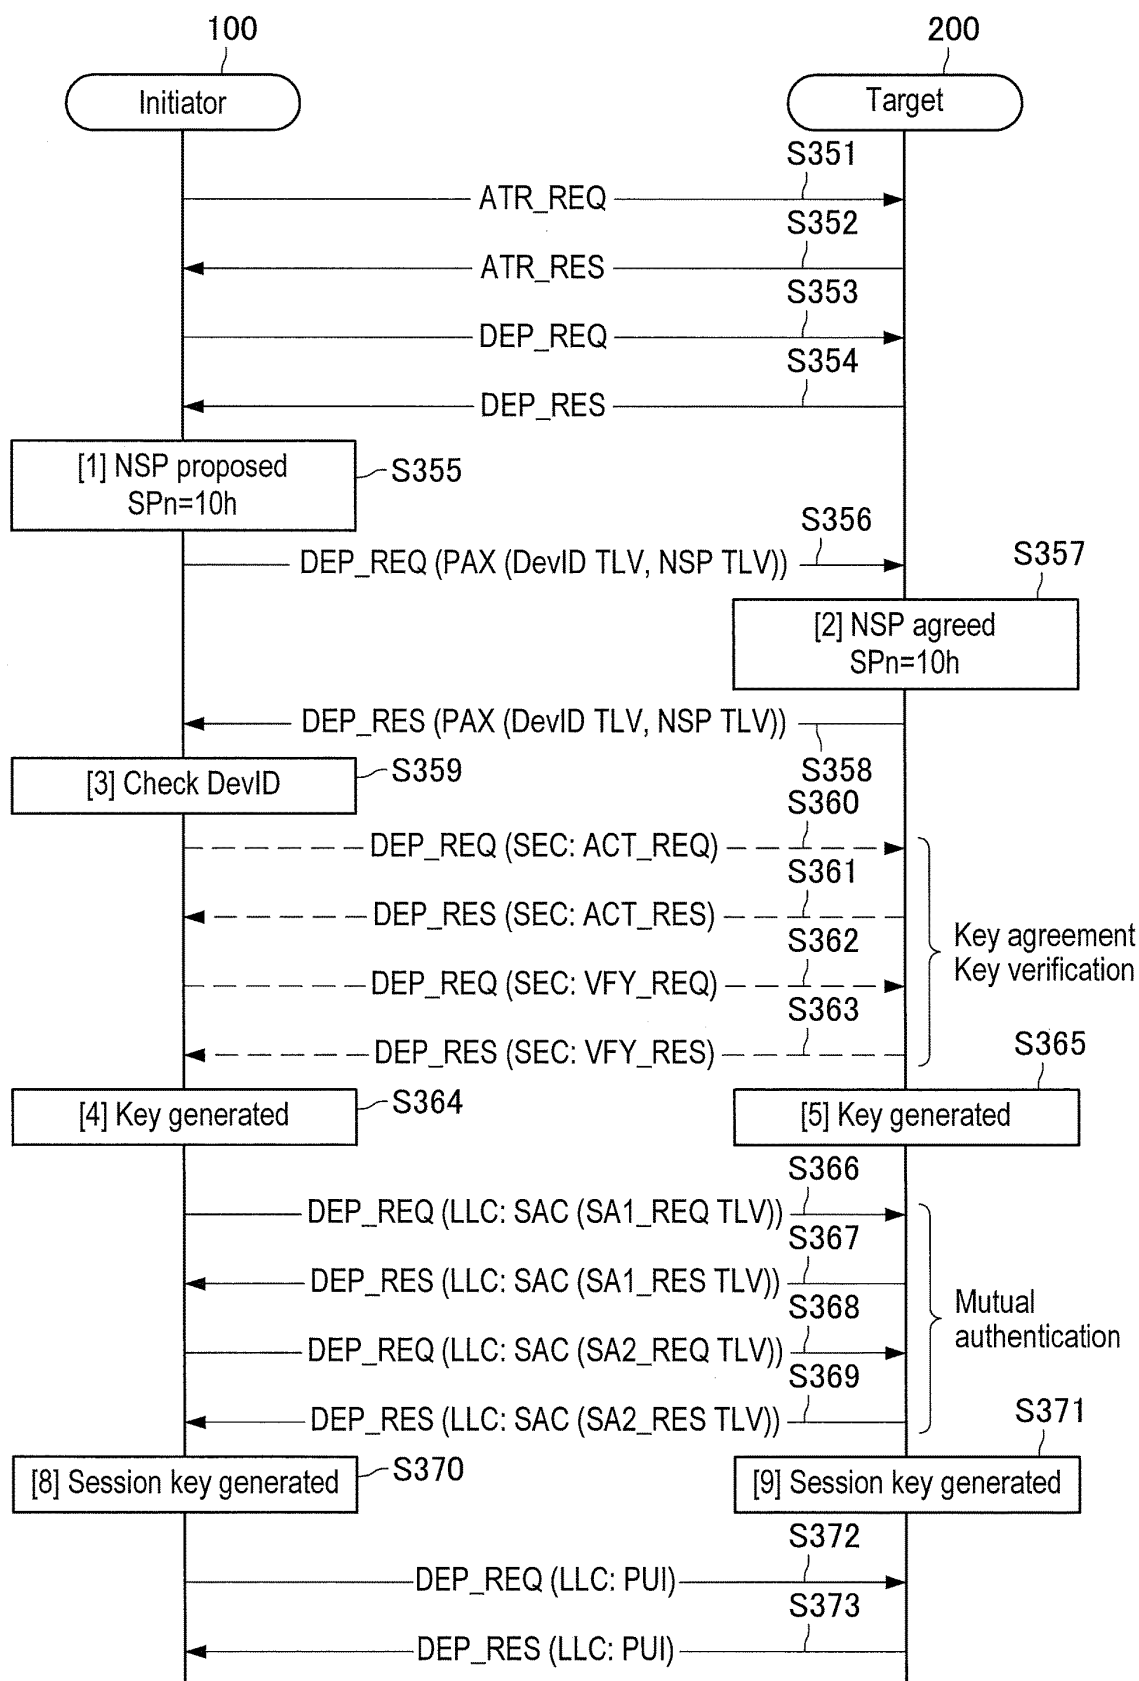 100
200
Initiator
Target
S351
ATR_REQ
S352
ATR_RES
S353
DEP_REQ
S354
DEP_RES
[1] NSP proposed
SPn=10h
S355
S356
DEP_REQ (PAX (DevID TLV, NSP TLV))
S357
[2] NSP agreed
SPn=10h
DEP_RES (PAX (DevID TLV, NSP TLV))
S358
[3] Check DevID
S359
S360
DEP_REQ (SEC: ACT_REQ)
S361
DEP_RES (SEC: ACT_RES)
S362
DEP_REQ (SEC: VFY_REQ)
S363
DEP_RES (SEC: VFY_RES)
Key agreement
Key verification
[4] Key generated
S364
S365
[5] Key generated
S366
DEP_REQ (LLC: SAC (SA1_REQ TLV))
S367
DEP_RES (LLC: SAC (SA1_RES TLV))
S368
DEP_REQ (LLC: SAC (SA2_REQ TLV))
S369
DEP_RES (LLC: SAC (SA2_RES TLV))
Mutual
authentication
[8] Session key generated
S370
S371
[9] Session key generated
S372
DEP_REQ (LLC: PUI)
S373
DEP_RES (LLC: PUI)